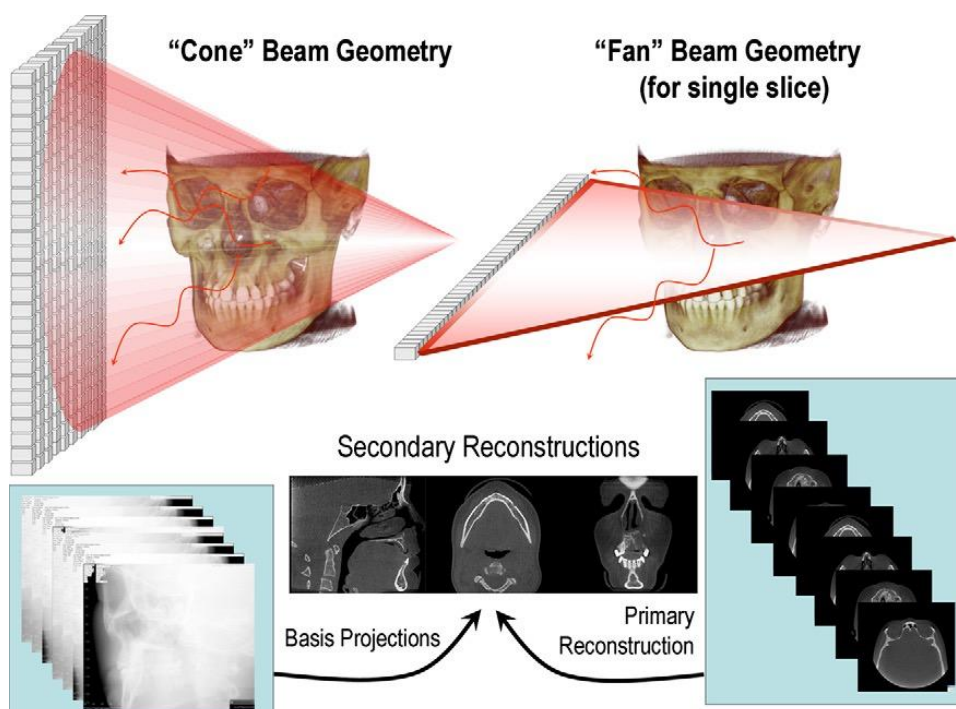 “Cone” Beam Geometry
“Fan” Beam Geometry
(for single slice)
Secondary Reconstructions
Basis Projections
Primary
Reconstruction